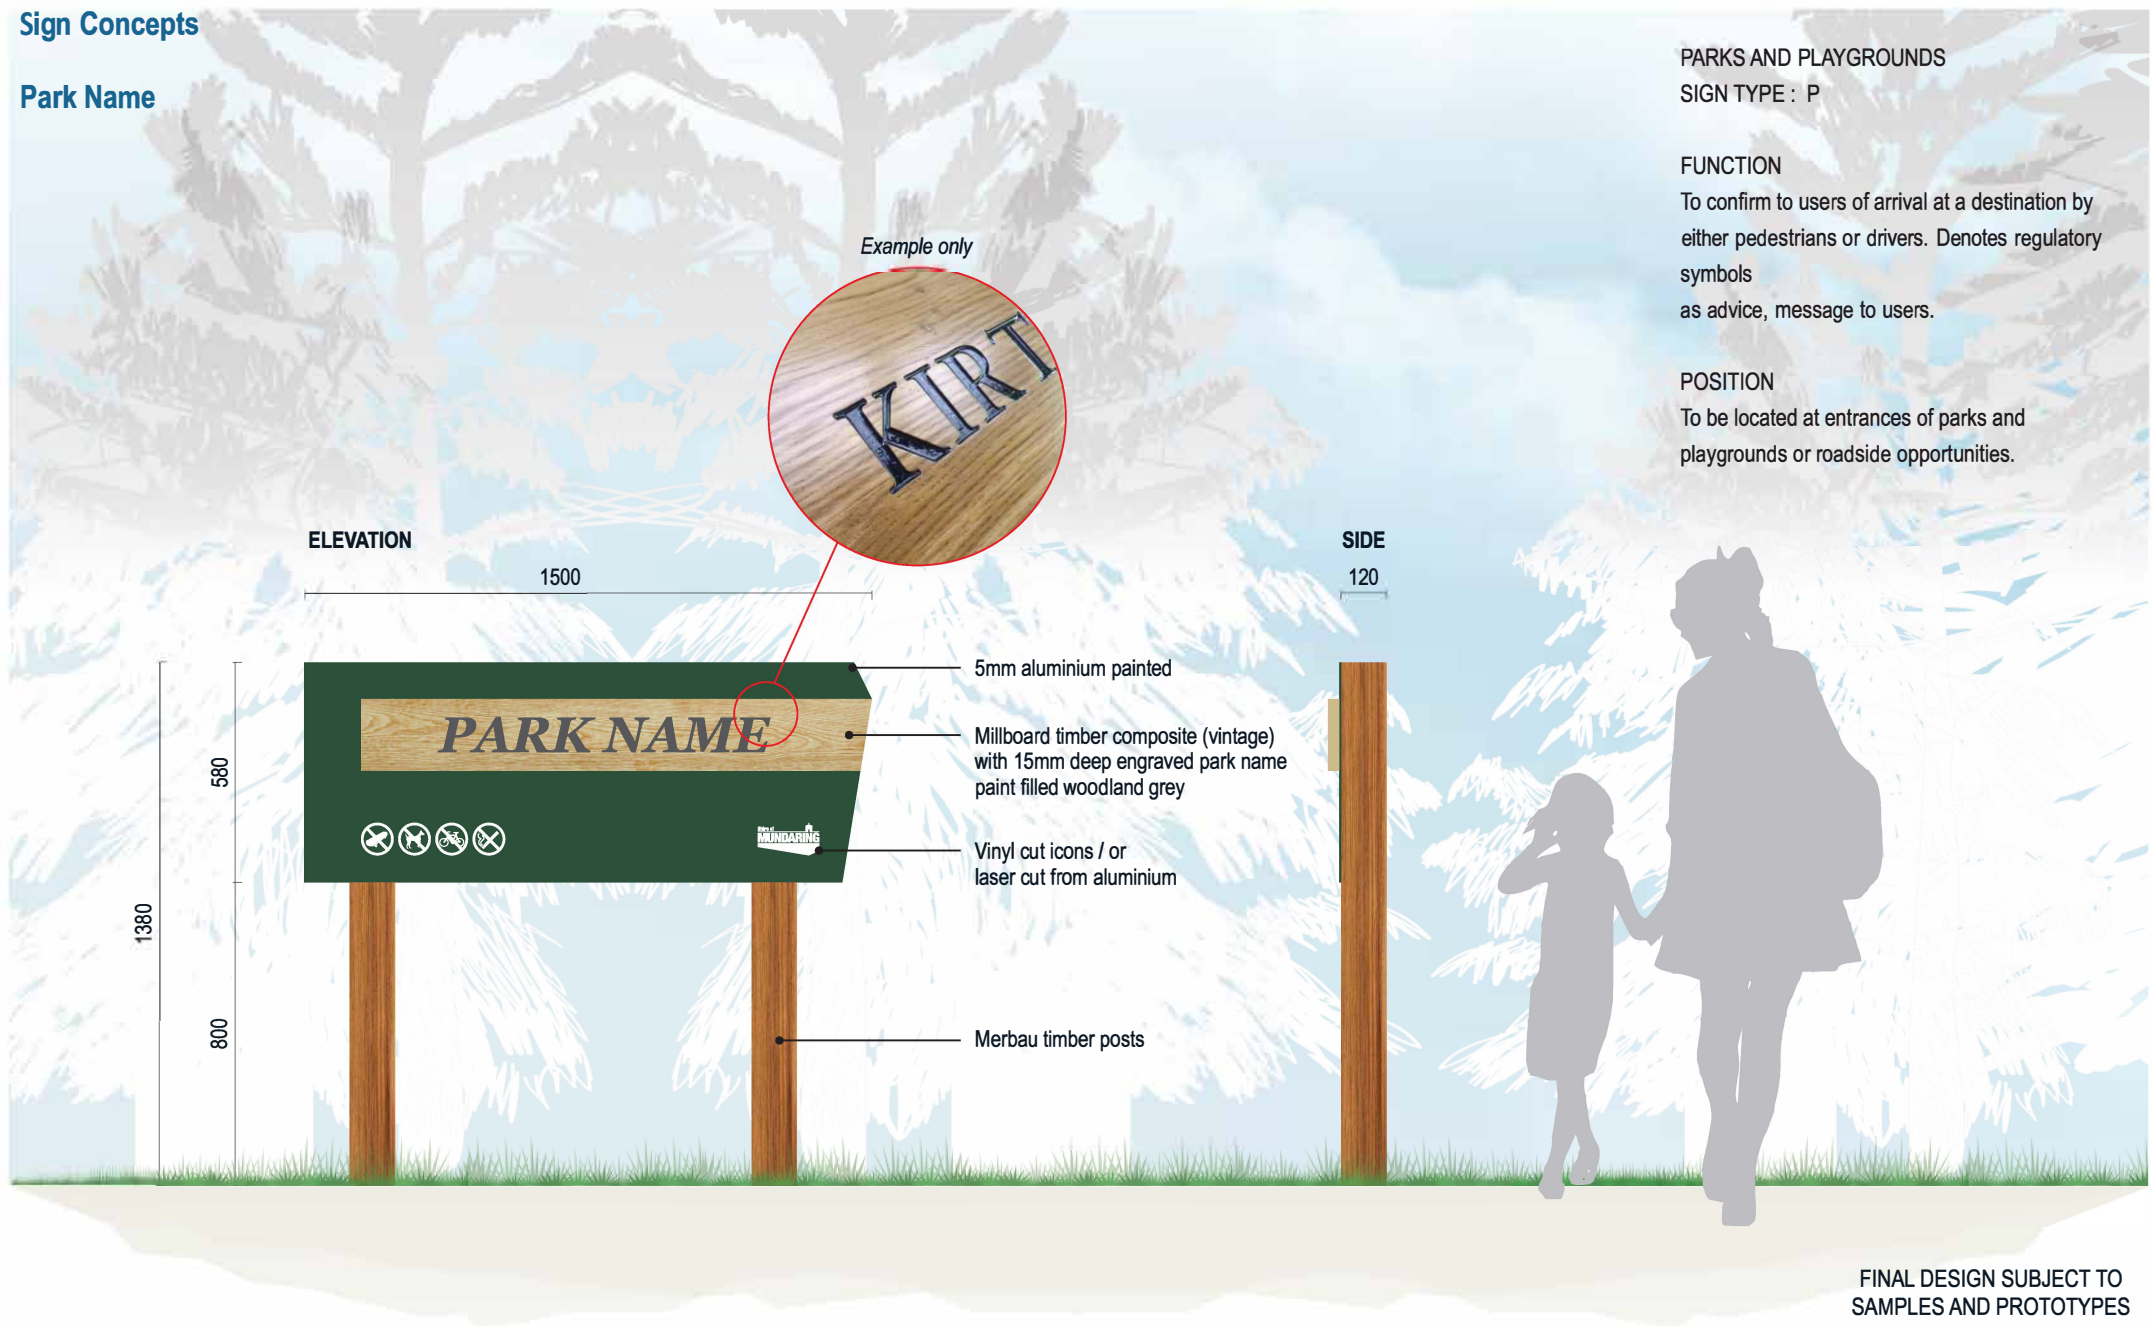 Sign Concepts
Park Name
PARKS AND PLAYGROUNDS
SIGN TYPE : P
FUNCTION
To confirm to users of arrival at a destination by
either pedestrians or drivers. Denotes regulatory
symbols
as advice, message to users.
POSITION
To be located at entrances of parks and
playgrounds or roadside opportunities.
Example only
KIRT
ELEVATION
1500
SIDE
120
5mm aluminium painted
PARK NAME
Millboard timber composite (vintage)
with 15mm deep engraved park name
paint filled woodland grey
580
MUNDARING
Vinyl cut icons / or
laser cut from aluminium
1380
800
Merbau timber posts
FINAL DESIGN SUBJECT TO
SAMPLES AND PROTOTYPES